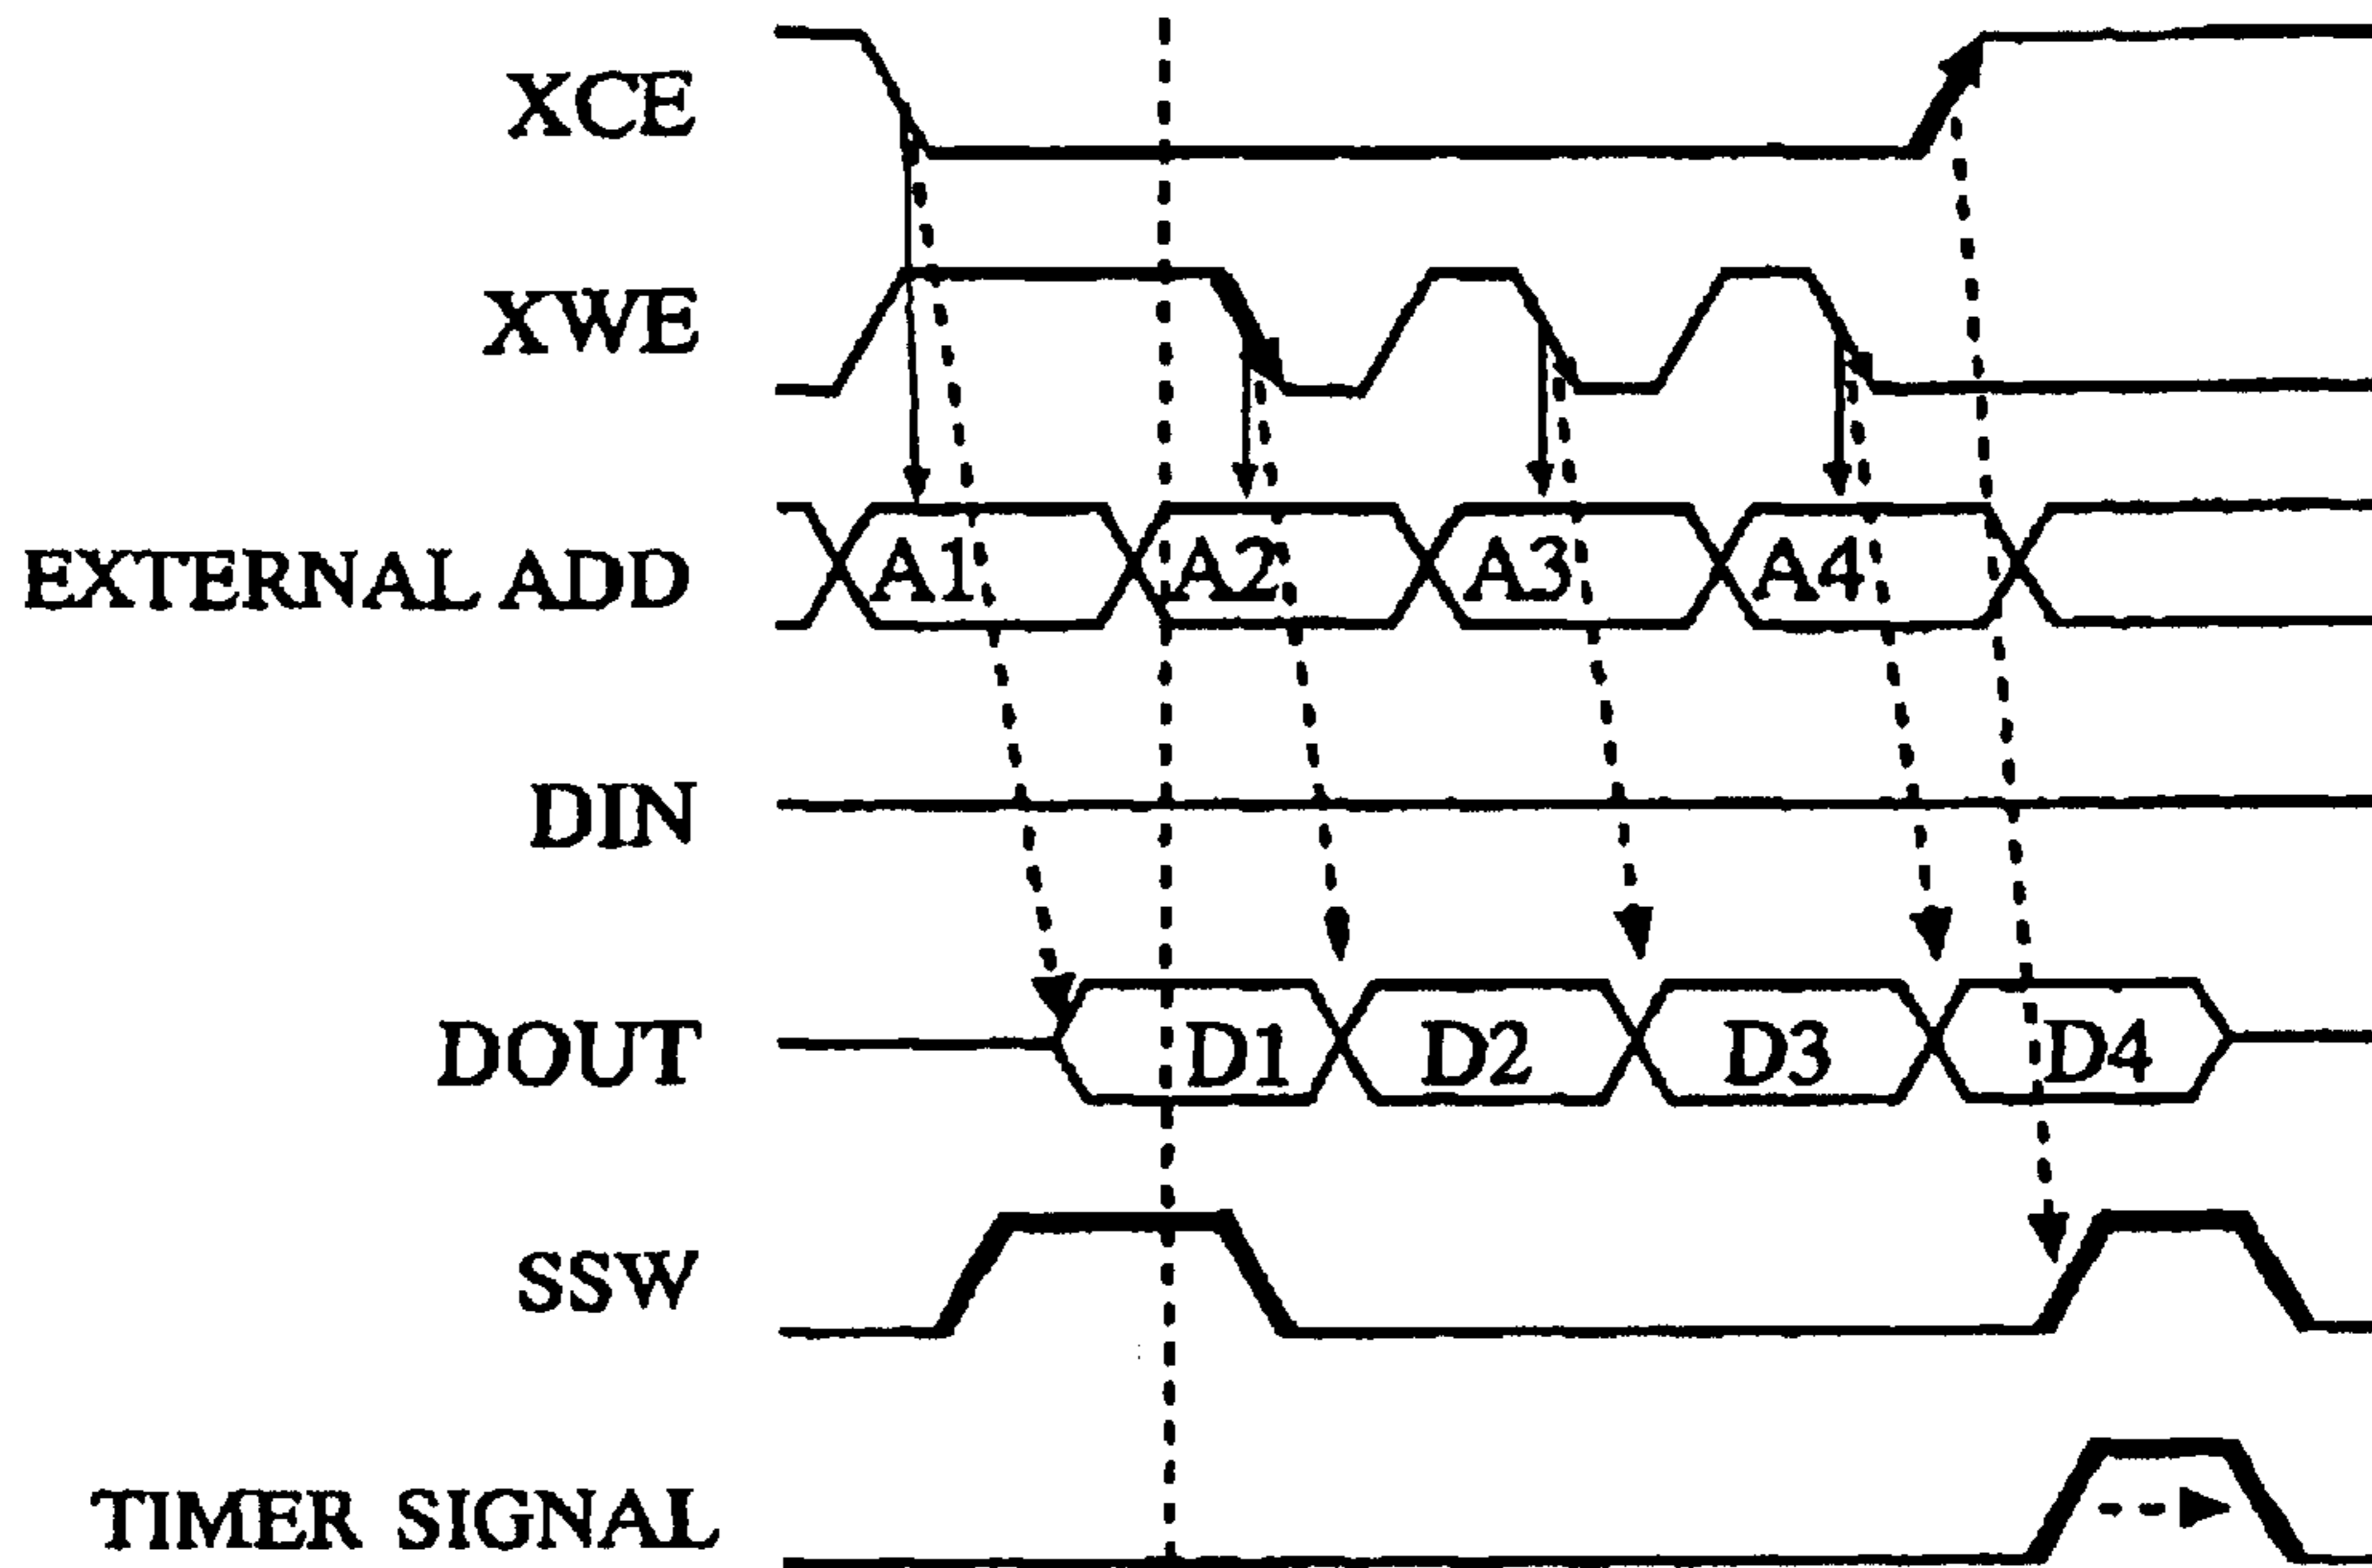 XCE
XWE
EXTERNAL ADD A1 A2 A3 A4
DIN
DOUT D1 D2 D3 D4
SSW
TIMER SIGNAL